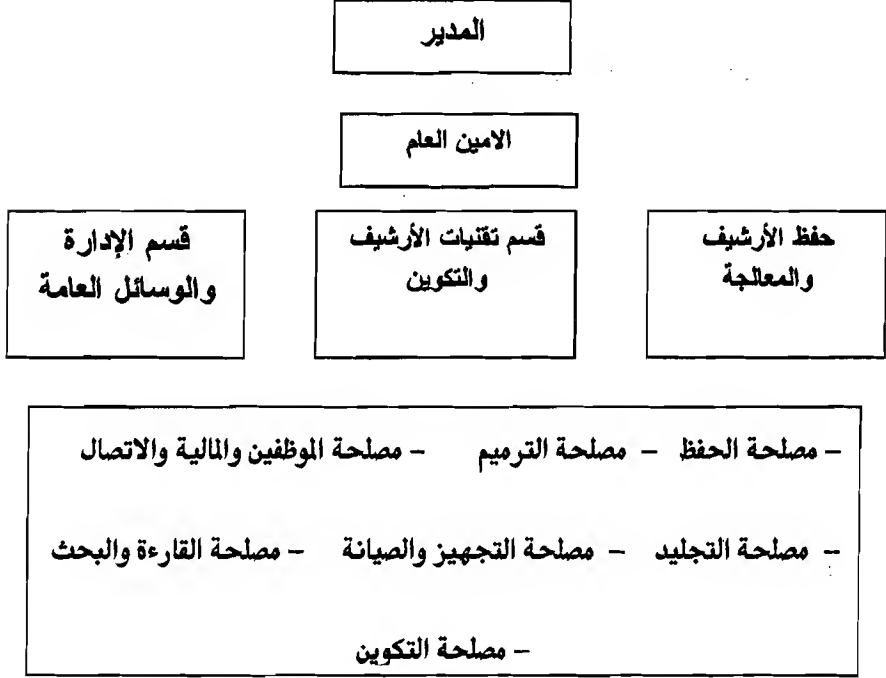 المدير
الامين العام
حفظ الأرشيف
والمعالجة
قسم تقنيات الأرشيف
والتكوين
قسم الإدارة
والوسائل العامة
– مصلحة الحفظ – مصلحة الترميم – مصلحة الموظفين والمالية والاتصال
– مصلحة التجليد – مصلحة التجهيز والصيانة – مصلحة القارءة والبحث
– مصلحة التكوين